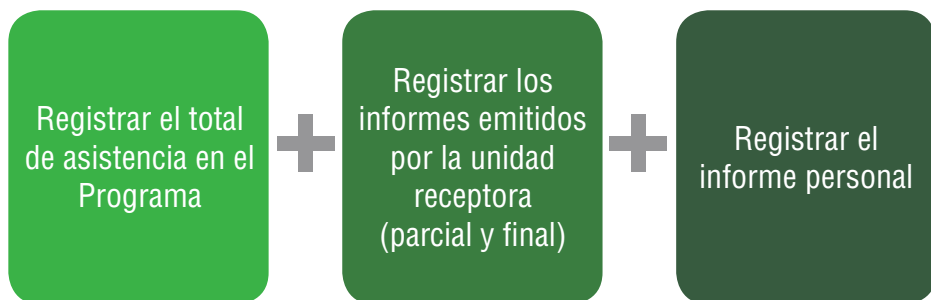 Registrar el total
de asistencia en el
Programa
Registrar los
informes emitidos
por la unidad
receptora
(parcial y final)
Registrar el
informe personal